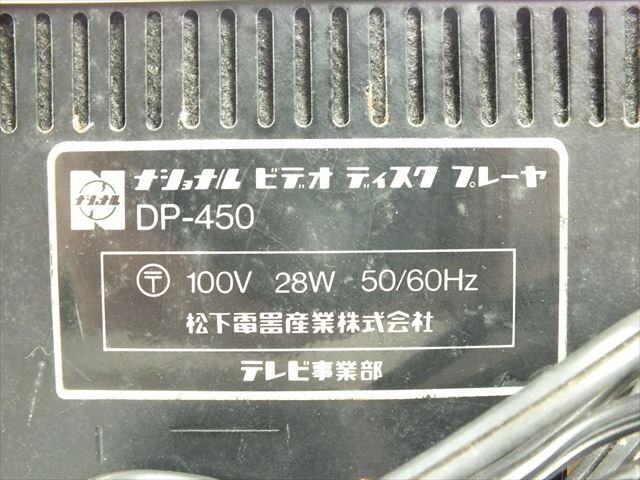 ナショナル ナショナル ビデオ ディスク プレーヤ
DP-450
〒 100V 28W 50/60Hz
松下電器産業株式会社
テレビ事業部